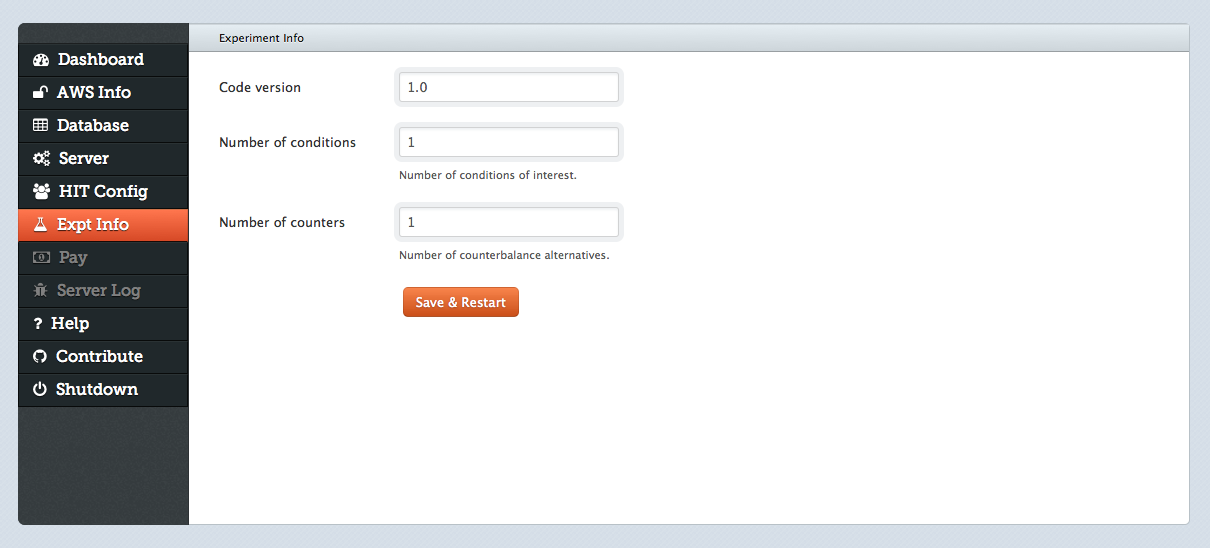 Experiment Info
Dashboard
AWS Info
Database
Server
HIT Config
Expt Info
Pay
Server Log
? Help
Contribute
Shutdown
Code version 1.0
Number of conditions 1
Number of conditions of interest.
Number of counters 1
Number of counterbalance alternatives.
Save & Restart